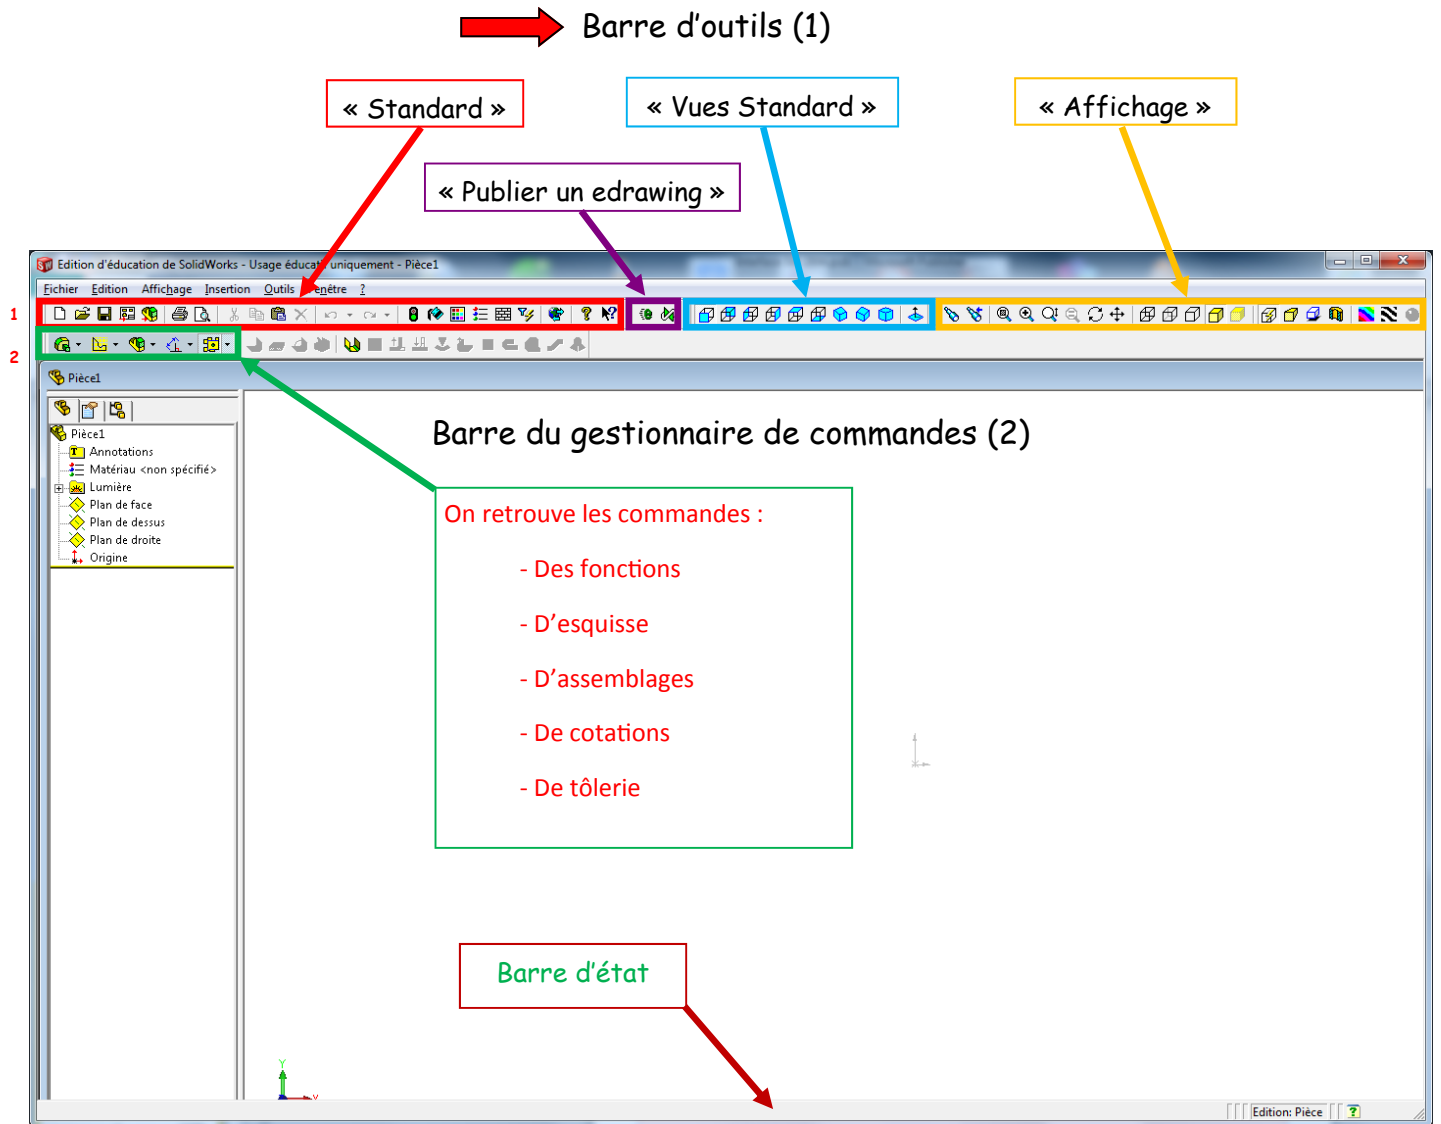 Barre d'outils (1)
« Standard »
« Vues Standard »
« Affichage »
« Publier un edrawing »
Edition d'éducation de SolidWorks - Usage éducatif uniquement - Pièce1
Fichier Edition Affichage Insertion Outils Fenêtre ?
1
2
Pièce1
Pièce1
Annotations
Matériau <non spécifié>
Lumière
Plan de face
Plan de dessus
Plan de droite
Origine
Barre du gestionnaire de commandes (2)
On retrouve les commandes :
- Des fonctions
- D'esquisse
- D'assemblages
- De cotations
- De tôlerie
Barre d'état
Y
X
Edition: Pièce